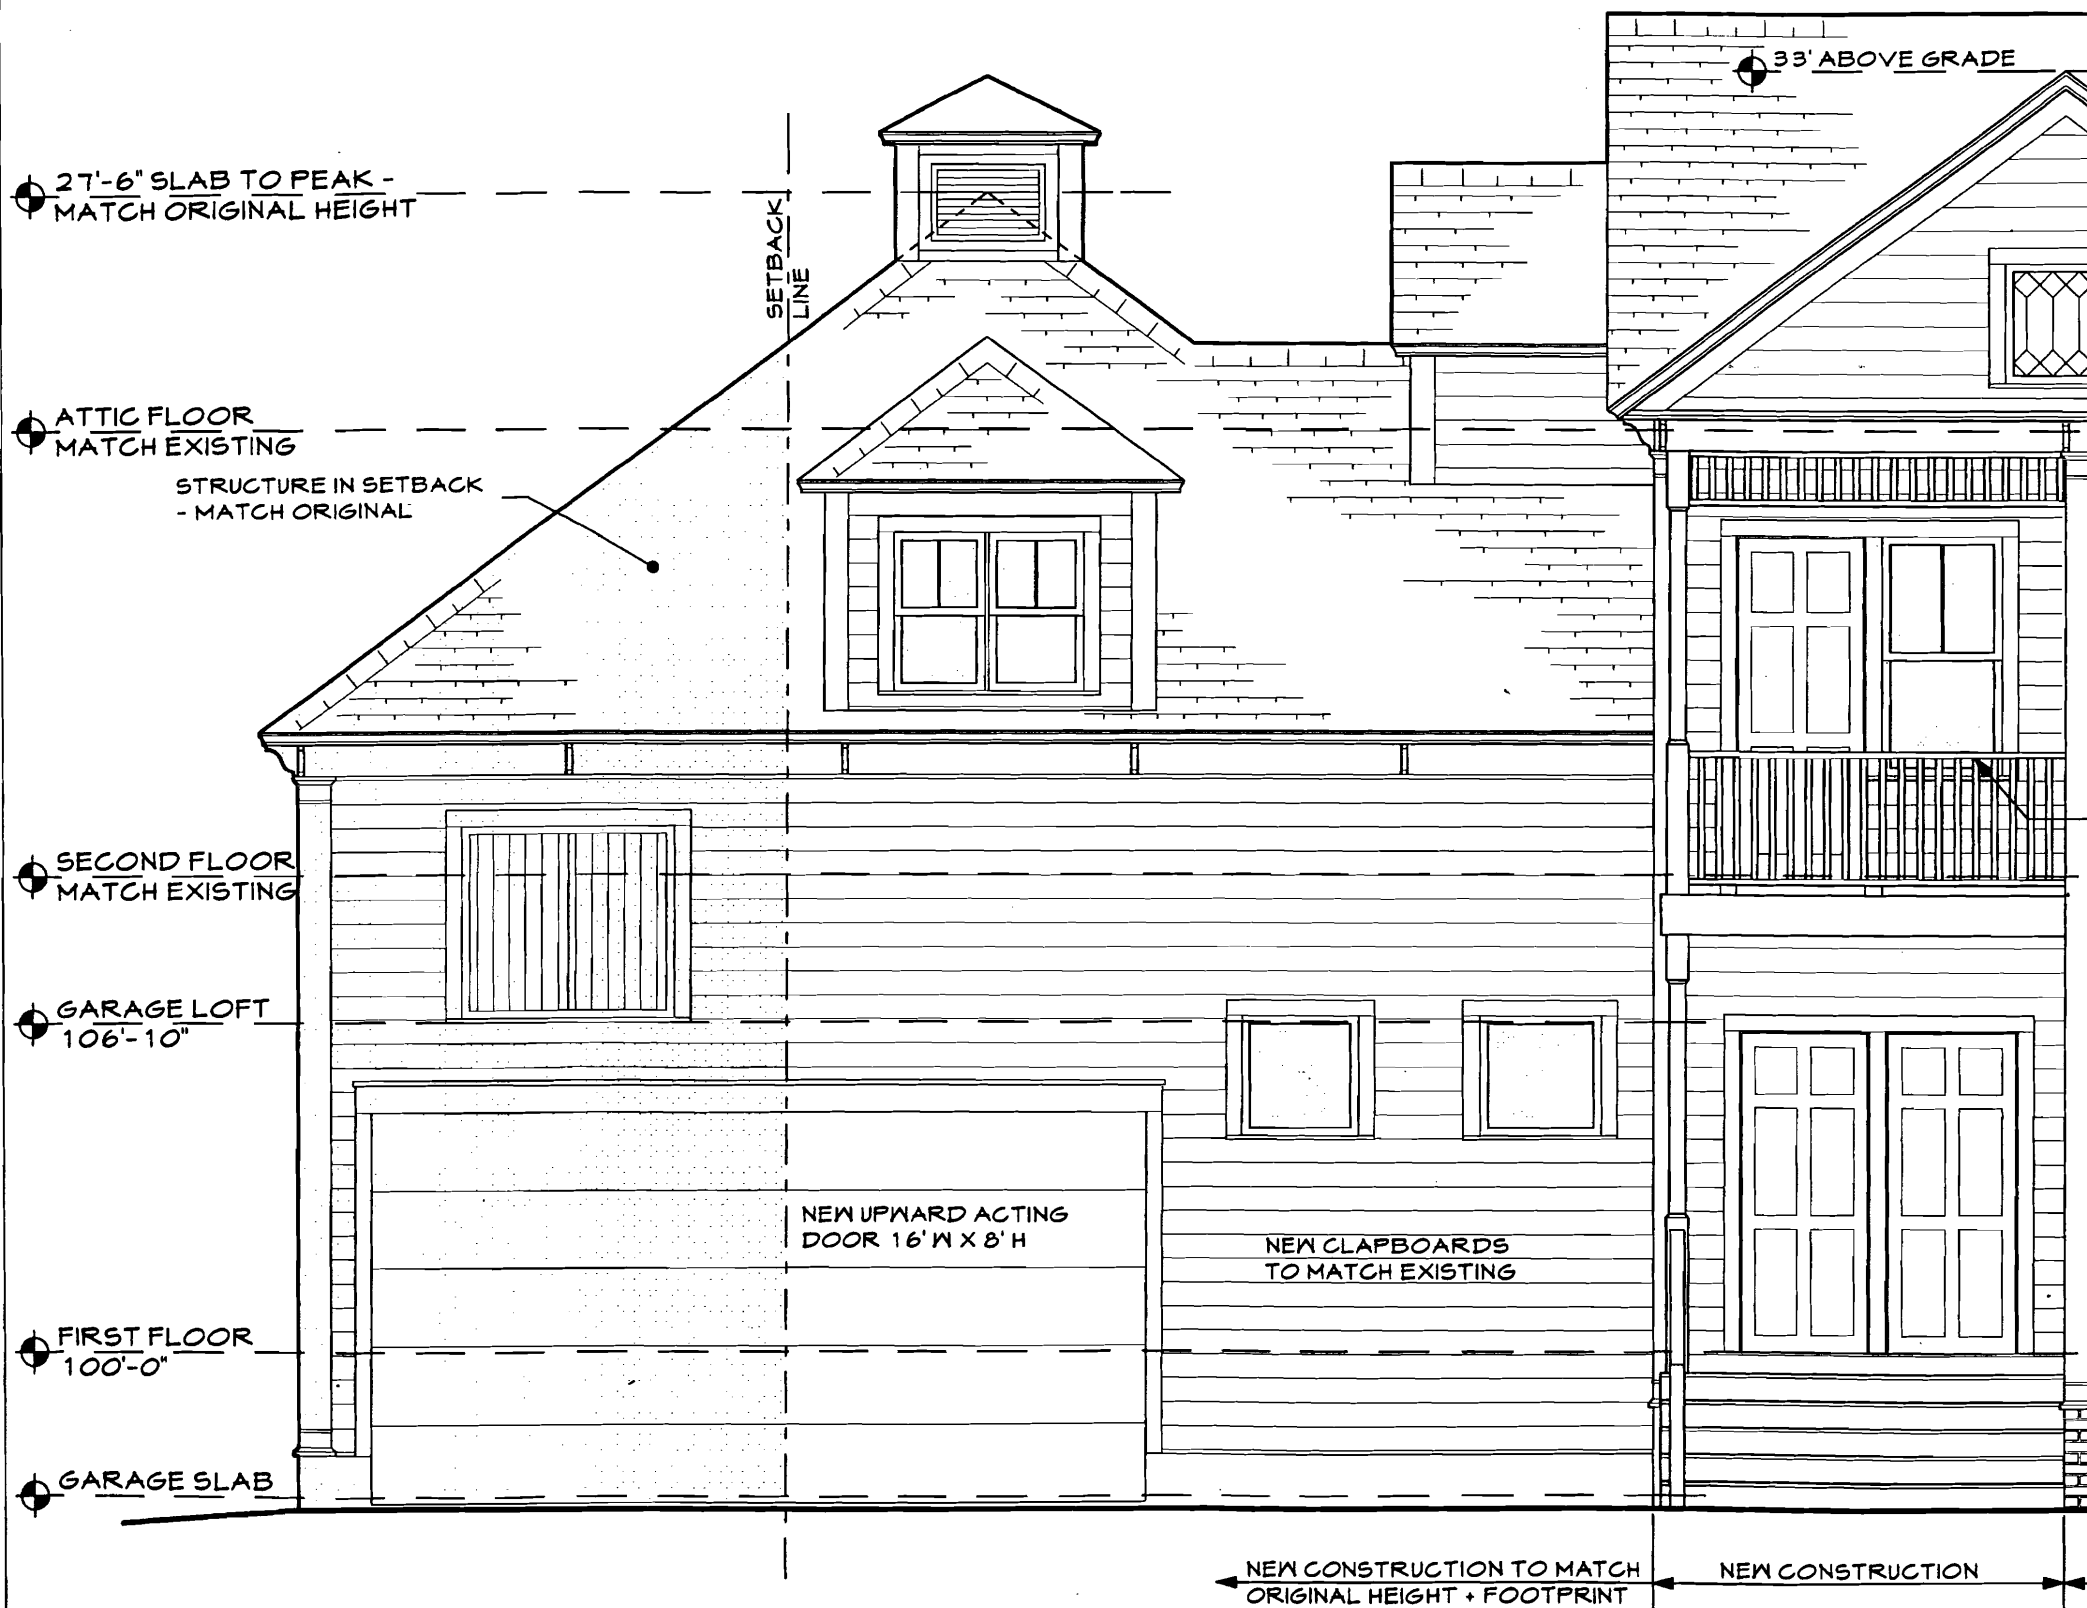 33' ABOVE GRADE
27'-6" SLAB TO PEAK -
MATCH ORIGINAL HEIGHT
SETBACK
LINE
ATTIC FLOOR
MATCH EXISTING
STRUCTURE IN SETBACK
- MATCH ORIGINAL
SECOND FLOOR
MATCH EXISTING
GARAGE LOFT
106'-10"
NEW UPWARD ACTING
DOOR 16' W X 8' H
NEW CLAPBOARDS
TO MATCH EXISTING
FIRST FLOOR
100'-0"
GARAGE SLAB
NEW CONSTRUCTION TO MATCH
ORIGINAL HEIGHT + FOOTPRINT
NEW CONSTRUCTION